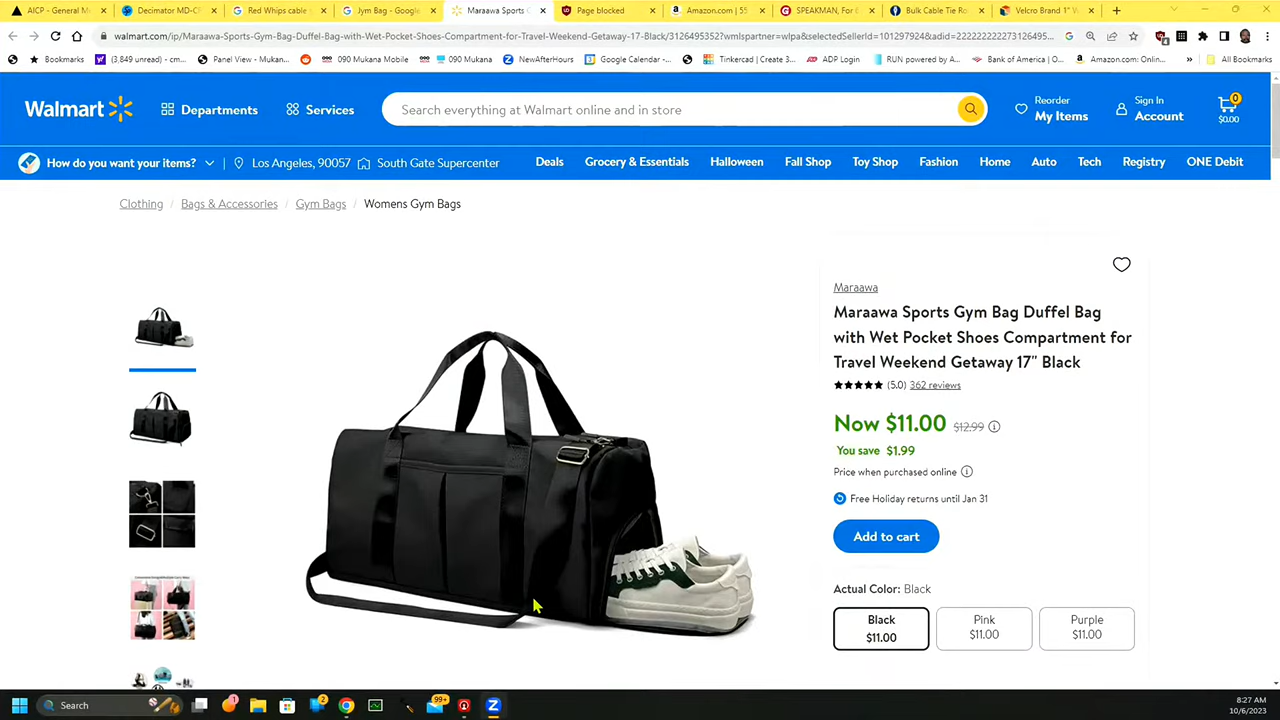 AICP - General M
Decimator MD-CR
Red Whips cable s
Jym Bag - Google
Maraawa Sports G
Page blocked
Amazon.com | 55
SPEAKMAN, For 6
Bulk Cable Tie Ro
Velcro Brand 1" W
walmart.com/ip/Maraawa-Sports-Gym-Bag-Duffel-Bag-with-Wet-Pocket-Shoes-Compartment-for-Travel-Weekend-Getaway-17-Black/3126495352?wmlspartner=wlpa&selectedSellerId=101297924&adid=22222222273126495...
Bookmarks
(3,849 unread) - cm...
Panel View - Mukan...
090 Mukana Mobile
090 Mukana
NewAfterHours
Google Calendar -...
Tinkercad | Create 3...
ADP Login
RUN powered by A...
Bank of America | O...
Amazon.com: Onlin...
All Bookmarks
Walmart
Departments
Services
Search everything at Walmart online and in store
Reorder
My Items
Sign In
Account
0
$0.00
How do you want your items?
Los Angeles, 90057
South Gate Supercenter
Deals
Grocery & Essentials
Halloween
Fall Shop
Toy Shop
Fashion
Home
Auto
Tech
Registry
ONE Debit
Clothing / Bags & Accessories / Gym Bags / Womens Gym Bags
Maraawa
Maraawa Sports Gym Bag Duffel Bag
with Wet Pocket Shoes Compartment for
Travel Weekend Getaway 17" Black
(5.0) 362 reviews
Now $11.00 $12.99
You save $1.99
Price when purchased online
Free Holiday returns until Jan 31
Add to cart
Actual Color: Black
Black
$11.00
Pink
$11.00
Purple
$11.00
Search
99+
8:27 AM
10/6/2023